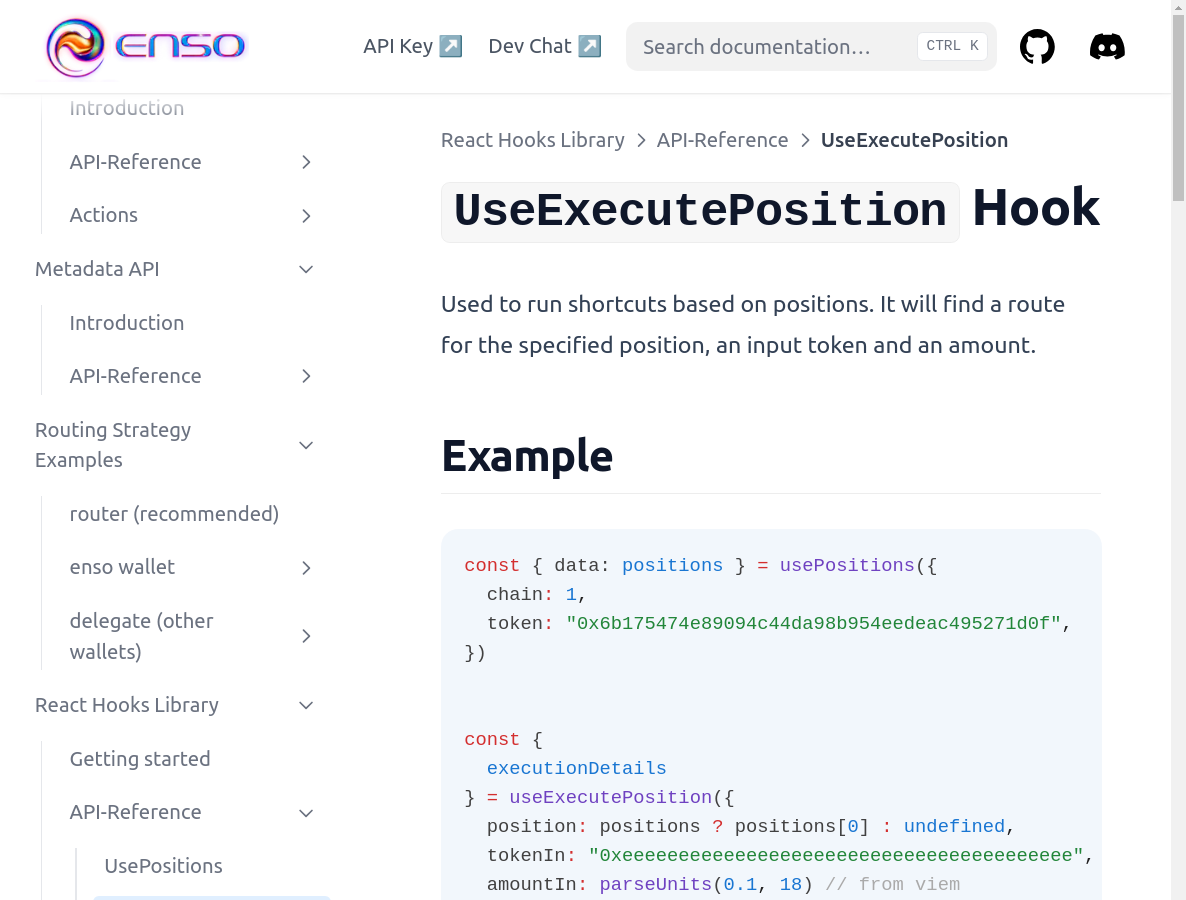 ENSO
API Key ↗
Dev Chat ↗
Search documentation…
CTRL K
Introduction
API-Reference
Actions
Metadata API
Introduction
API-Reference
Routing Strategy
Examples
router (recommended)
enso wallet
delegate (other
wallets)
React Hooks Library
Getting started
API-Reference
UsePositions
React Hooks Library > API-Reference > UseExecutePosition
UseExecutePosition Hook
Used to run shortcuts based on positions. It will find a route
for the specified position, an input token and an amount.
Example
const { data: positions } = usePositions({
  chain: 1,
  token: "0x6b175474e89094c44da98b954eedeac495271d0f",
})
const {
  executionDetails
} = useExecutePosition({
  position: positions ? positions[0] : undefined,
  tokenIn: "0xeeeeeeeeeeeeeeeeeeeeeeeeeeeeeeeeeeeeeeee",
  amountIn: parseUnits(0.1, 18) // from viem